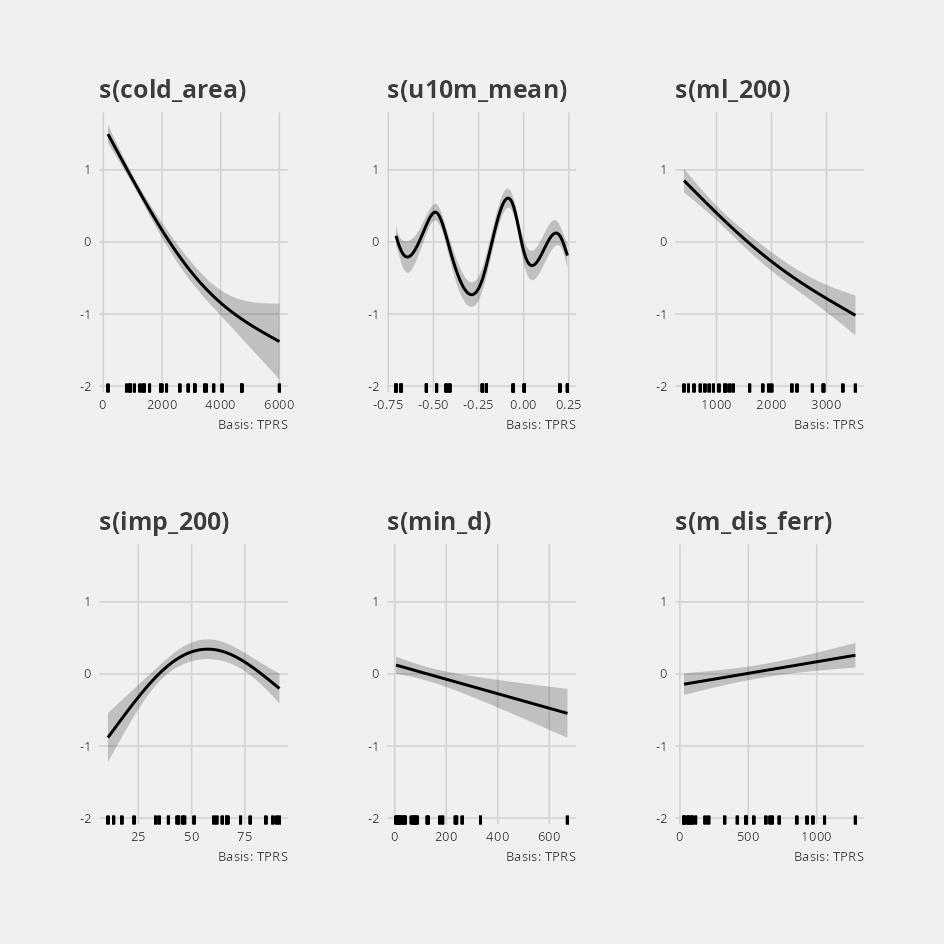 s(cold_area) s(u10m_mean) s(ml_200)
1 1 1
0 0 0
-1 -1 -1
-2 -2 -2
0 2000 4000 6000 -0.75 -0.50 -0.25 0.00 0.25 1000 2000 3000
Basis: TPRS Basis: TPRS Basis: TPRS
s(imp_200) s(min_d) s(m_dis_ferr)
1 1 1
0 0 0
-1 -1 -1
-2 -2 -2
25 50 75 0 200 400 600 0 500 1000
Basis: TPRS Basis: TPRS Basis: TPRS